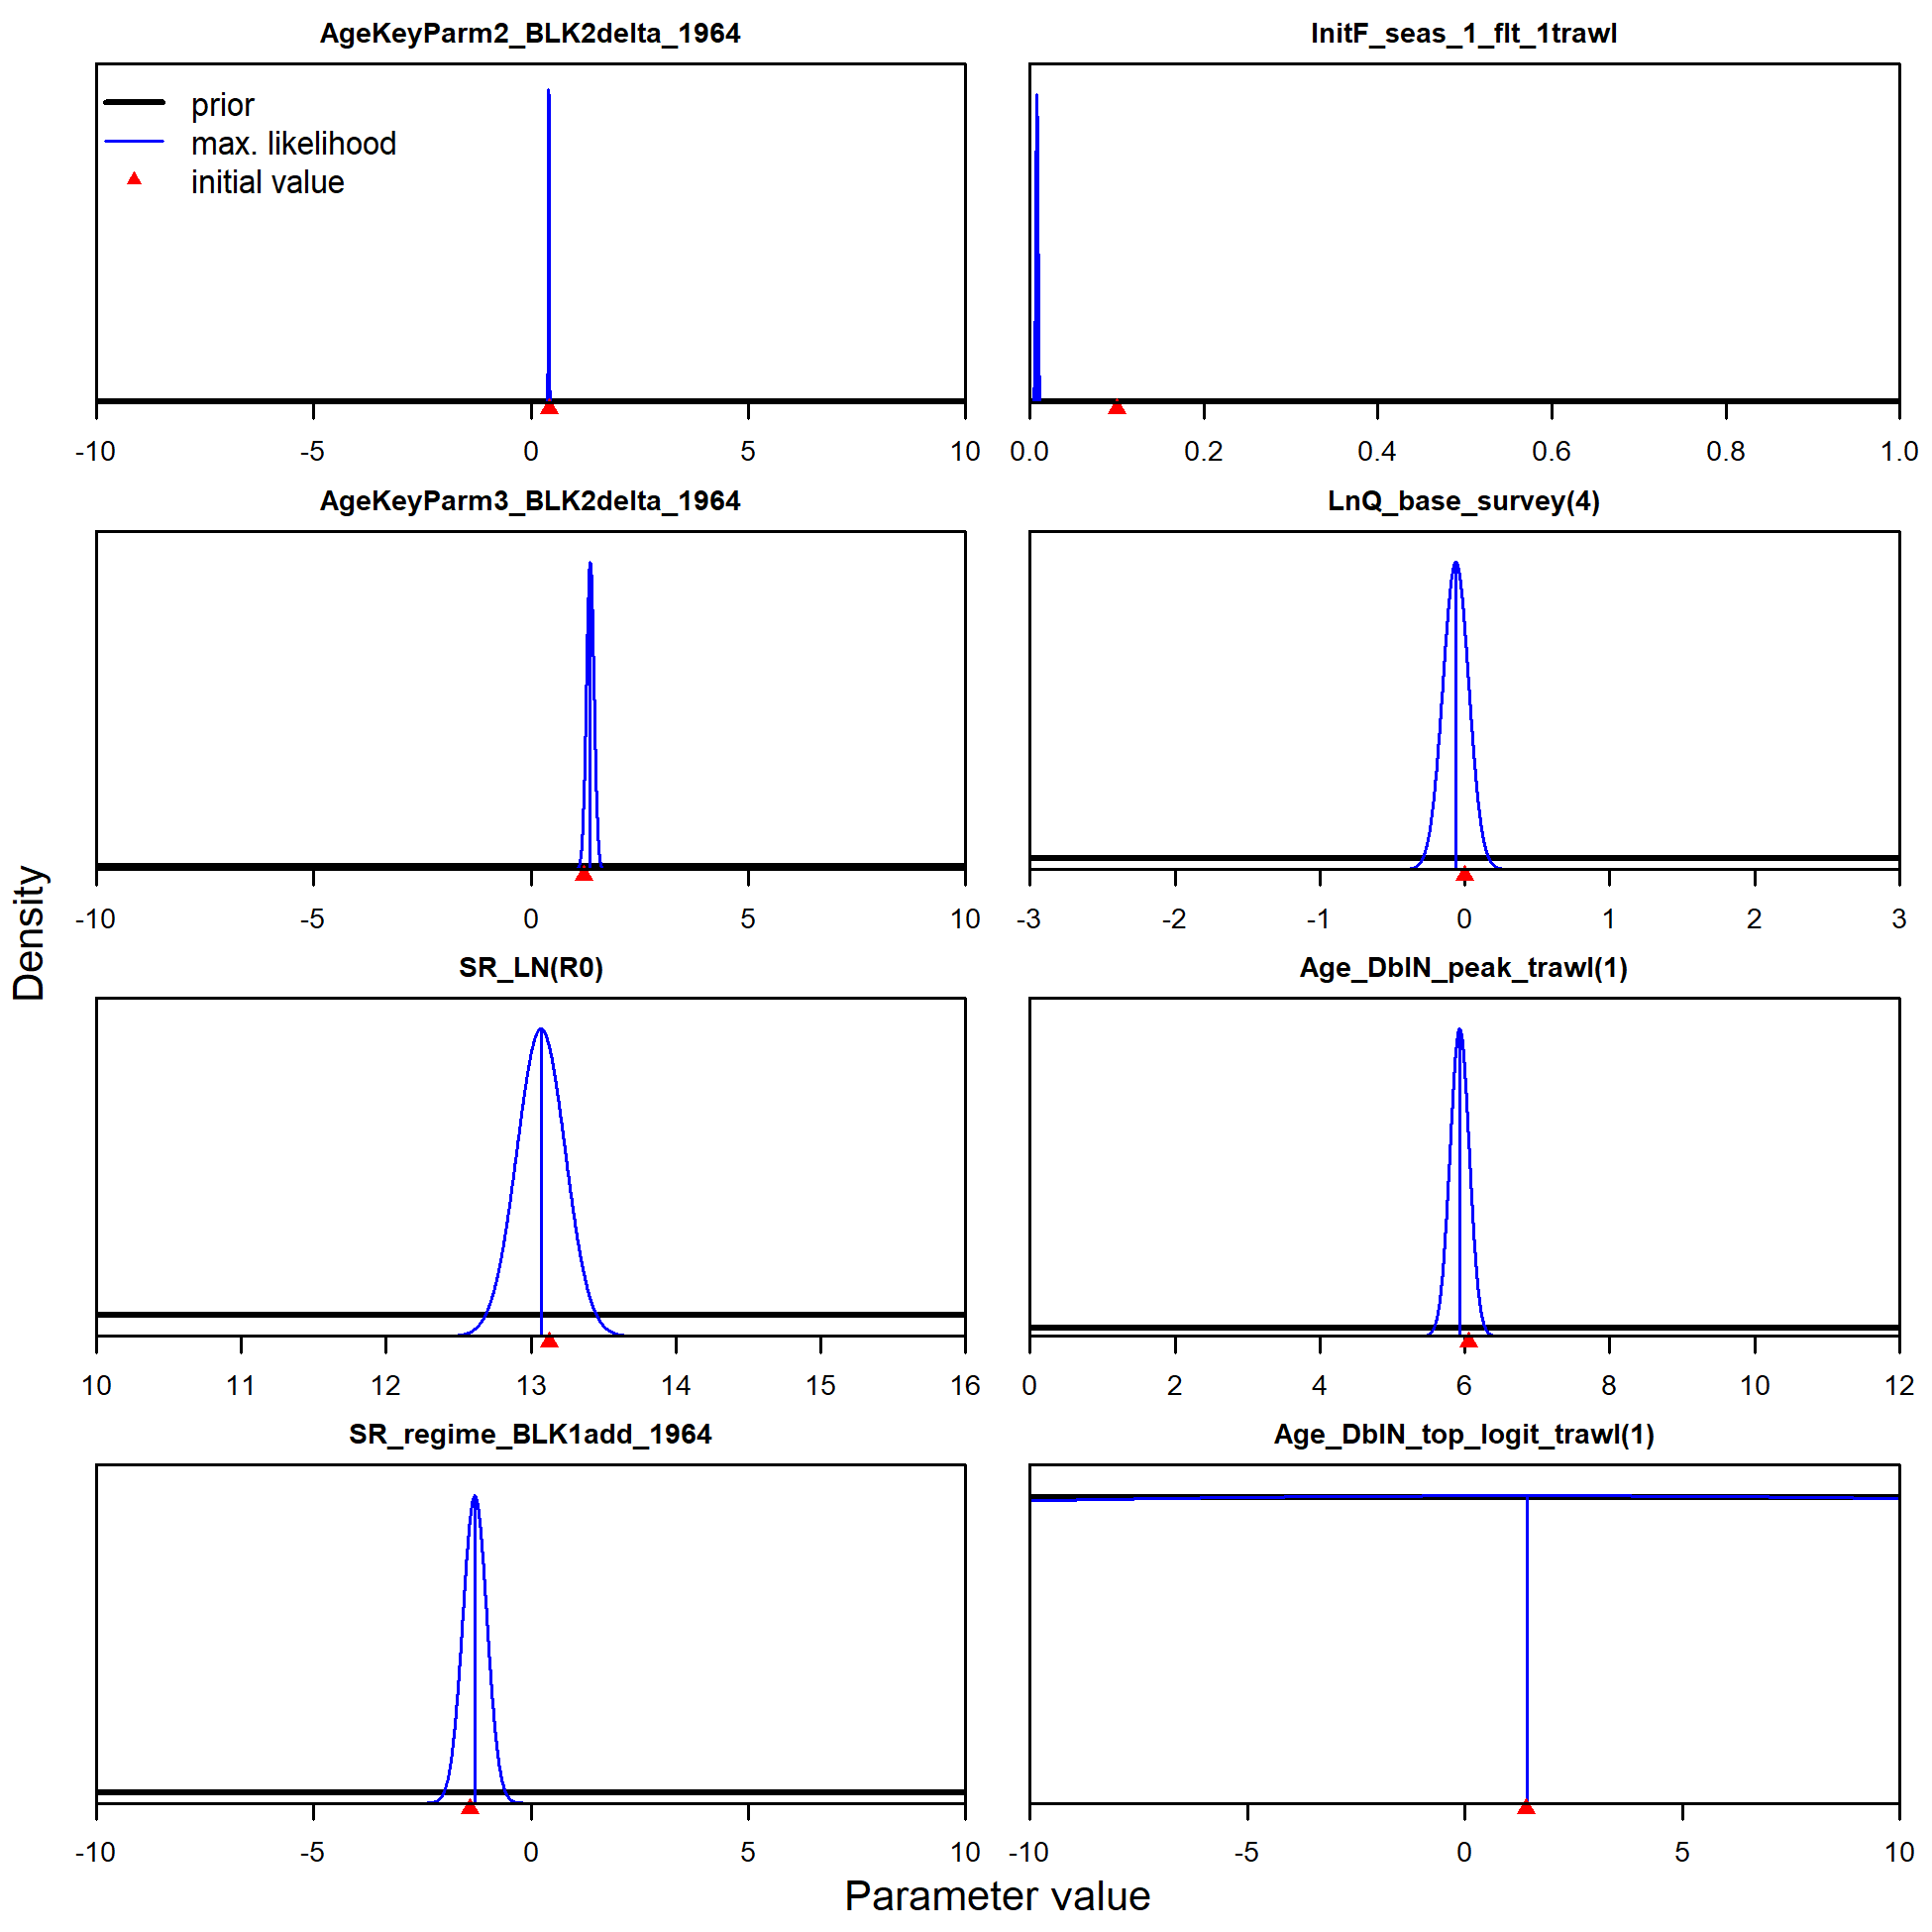 AgeKeyParm2_BLK2delta_1964
prior
max. likelihood
initial value
-10 -5 0 5 10
InitF_seas_1_flt_1trawl
0.0 0.2 0.4 0.6 0.8 1.0
AgeKeyParm3_BLK2delta_1964
-10 -5 0 5 10
LnQ_base_survey(4)
-3 -2 -1 0 1 2 3
SR_LN(R0)
10 11 12 13 14 15 16
Age_DblN_peak_trawl(1)
0 2 4 6 8 10 12
SR_regime_BLK1add_1964
-10 -5 0 5 10
Age_DblN_top_logit_trawl(1)
-10 -5 0 5 10
Density
Parameter value